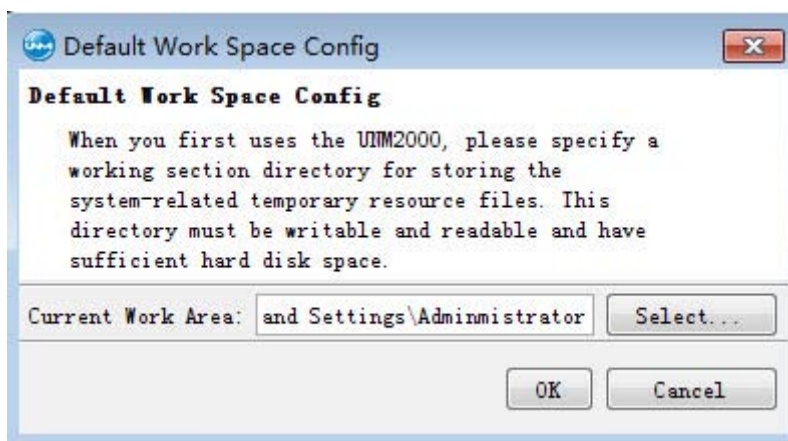 Default Work Space Config
Default Work Space Config
When you first uses the UNM2000, please specify a
working section directory for storing the
system-related temporary resource files. This
directory must be writable and readable and have
sufficient hard disk space.
Current Work Area: and Settings\Adminmistrator Select...
OK Cancel